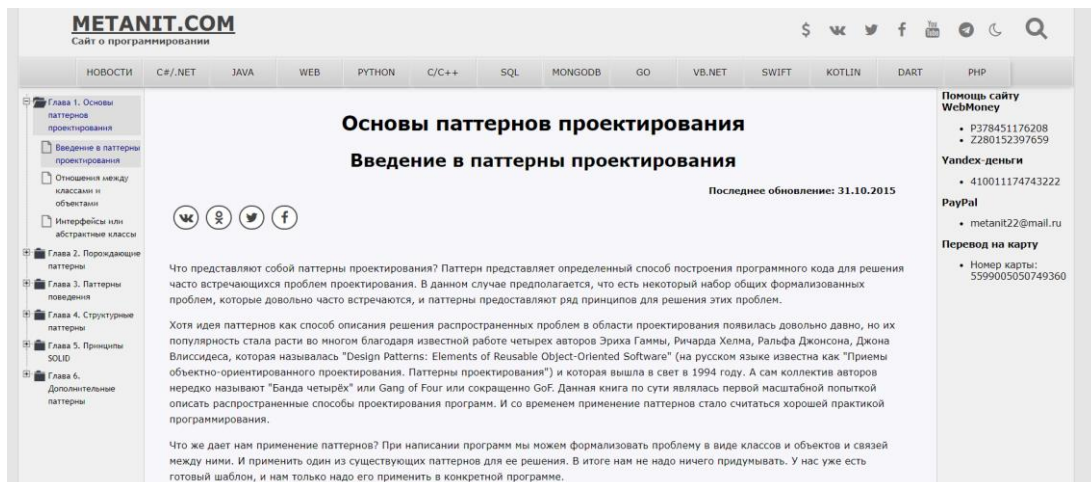 METANIT.COM
Сайт о программировании
НОВОСТИ C#/.NET JAVA WEB PYTHON C/C++ SQL MONGODB GO VB.NET SWIFT KOTLIN DART PHP
Глава 1. Основы
паттернов
проектирования
Введение в паттерны
проектирования
Отношения между
классами и
объектами
Интерфейсы или
абстрактные классы
Глава 2. Порождающие
паттерны
Глава 3. Паттерны
поведения
Глава 4. Структурные
паттерны
Глава 5. Принципы
SOLID
Глава 6.
Дополнительные
паттерны
Основы паттернов проектирования
Введение в паттерны проектирования
Последнее обновление: 31.10.2015
Что представляют собой паттерны проектирования? Паттерн представляет определенный способ построения программного кода для решения
часто встречающихся проблем проектирования. В данном случае предполагается, что есть некоторый набор общих формализованных
проблем, которые довольно часто встречаются, и паттерны предоставляют ряд принципов для решения этих проблем.
Хотя идея паттернов как способ описания решения распространенных проблем в области проектирования появилась довольно давно, но их
популярность стала расти во многом благодаря известной работе четырех авторов Эриха Гаммы, Ричарда Хелма, Ральфа Джонсона, Джона
Влиссидеса, которая называлась "Design Patterns: Elements of Reusable Object-Oriented Software" (на русском языке известна как "Приемы
объектно-ориентированного проектирования. Паттерны проектирования") и которая вышла в свет в 1994 году. А сам коллектив авторов
нередко называют "Банда четырёх" или Gang of Four или сокращенно GoF. Данная книга по сути являлась первой масштабной попыткой
описать распространенные способы проектирования программ. И со временем применение паттернов стало считаться хорошей практикой
программирования.
Что же дает нам применение паттернов? При написании программ мы можем формализовать проблему в виде классов и объектов и связей
между ними. И применить один из существующих паттернов для ее решения. В итоге нам не надо ничего придумывать. У нас уже есть
готовый шаблон, и нам только надо его применить в конкретной программе.
Помощь сайту
WebMoney
P378451176208
Z280152397659
Yandex-деньги
410011174743222
PayPal
metanit22@mail.ru
Перевод на карту
Номер карты:
5599005050749360